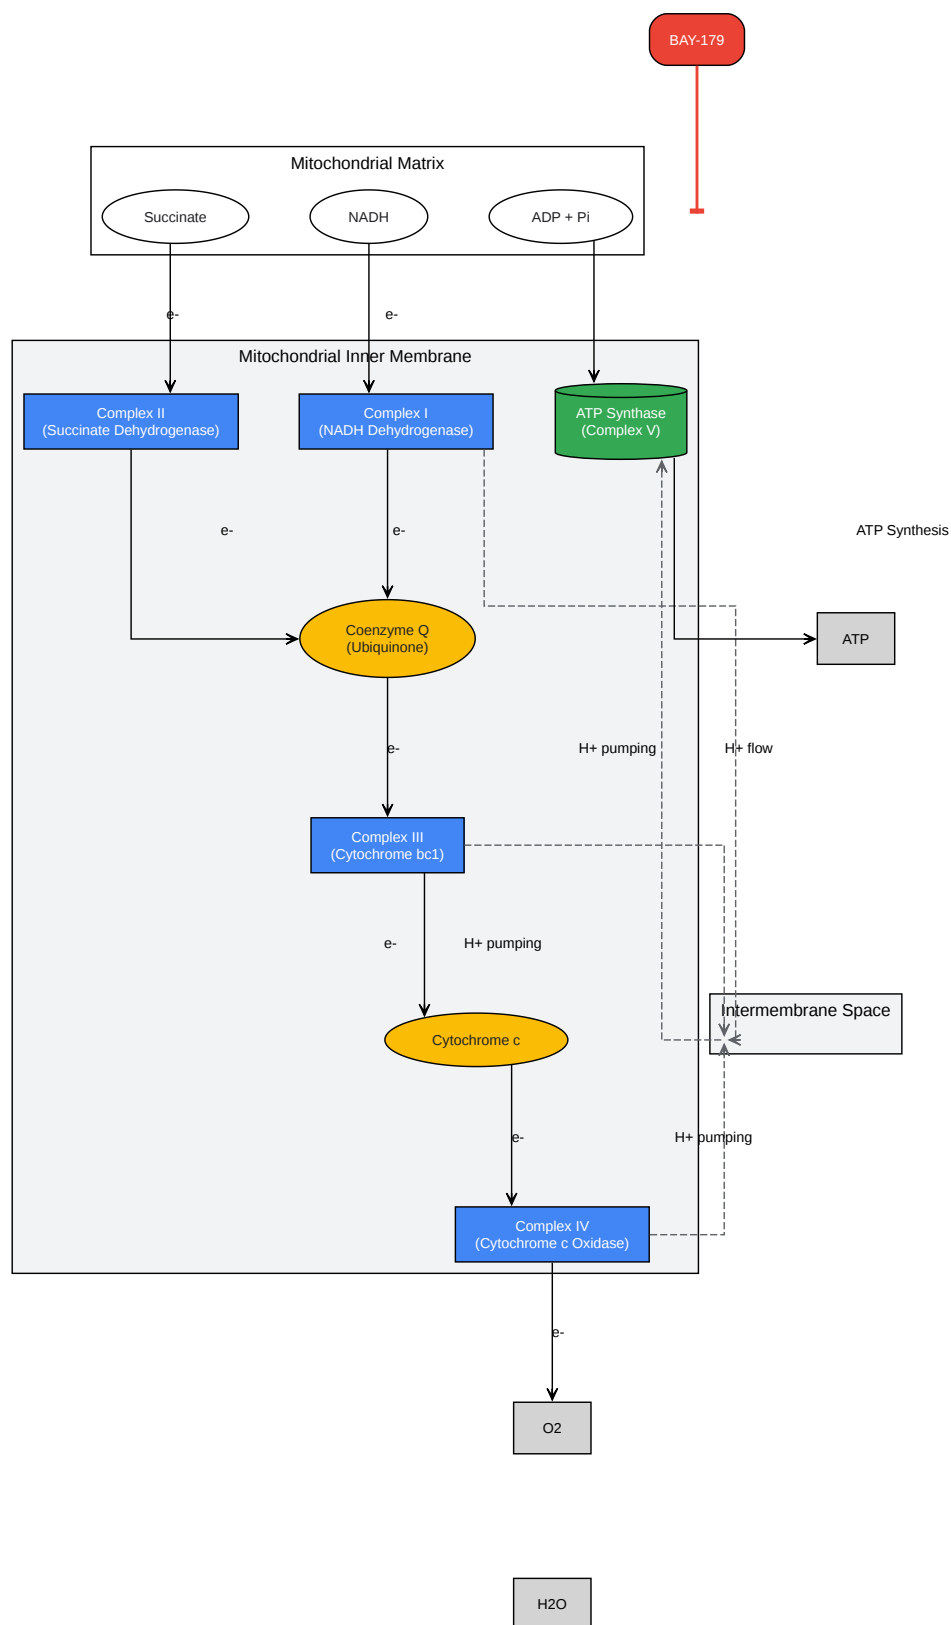 BAY-179
Mitochondrial Matrix
Succinate
NADH
ADP + Pi
e-
e-
Mitochondrial Inner Membrane
Complex II
(Succinate Dehydrogenase)
Complex I
(NADH Dehydrogenase)
ATP Synthase
(Complex V)
e-
e-
ATP Synthesis
Coenzyme Q
(Ubiquinone)
ATP
e-
H+ pumping
H+ flow
Complex III
(Cytochrome bc1)
e-
H+ pumping
Intermembrane Space
Cytochrome c
e-
H+ pumping
Complex IV
(Cytochrome c Oxidase)
e-
O2
H2O